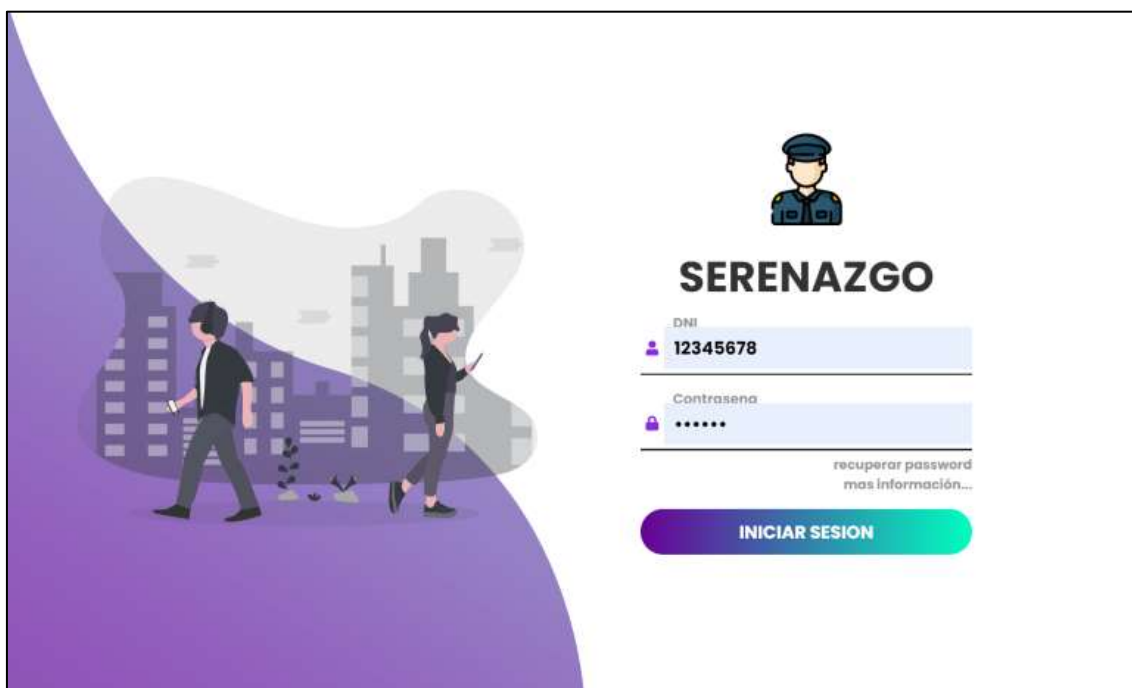 SERENAZGO
DNI
12345678
Contrasena
••••••
recuperar password
mas información...
INICIAR SESION